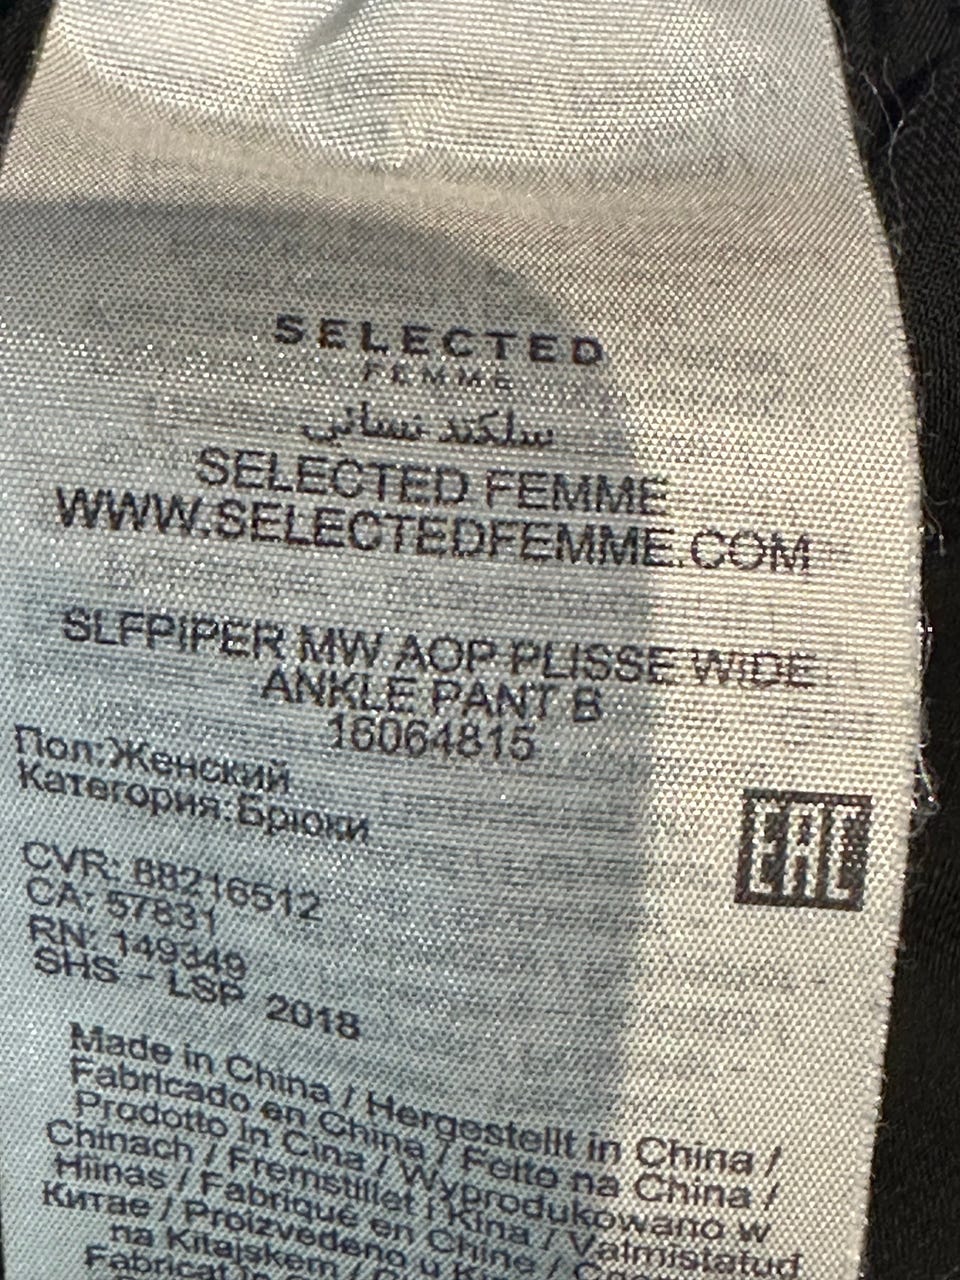 SELECTED
FEMME
سلكتد نسائي
SELECTED FEMME
WWW.SELECTEDFEMME.COM
SLFPIPER MW AOP PLISSE WIDE
ANKLE PANT B
16064815
Пол:Женский
Категория:Брюки
EAC
CVR: 88216512
CA: 57831
RN: 149349
SHS - LSP 2018
Made in China / Hergestellt in China /
Fabricado en China / Feito na China /
Prodotto in Cina / Wyprodukowano w
Chinach / Fremstillet i Kina / Valmistatud
Hiinas / Fabriqué en Chine /
Китае / Proizvedeno u
na Kitajskem /
Fabricat în